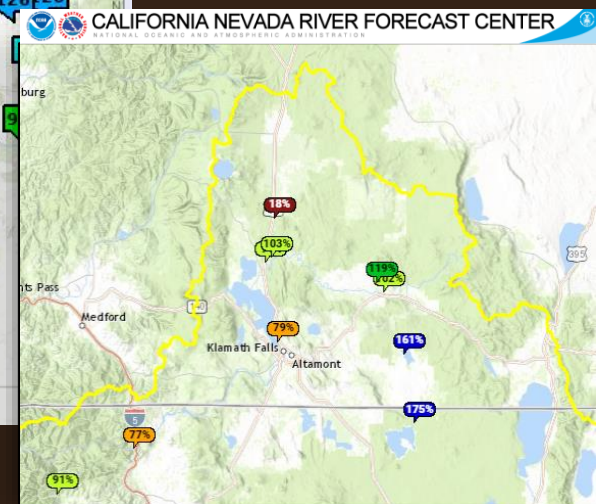 CALIFORNIA NEVADA RIVER FORECAST CENTER
NATIONAL OCEANIC AND ATMOSPHERIC ADMINISTRATION
burg
18%
103%
395
119%
102%
nts Pass
Medford
79%
161%
Klamath Falls
Altamont
175%
5
77%
91%